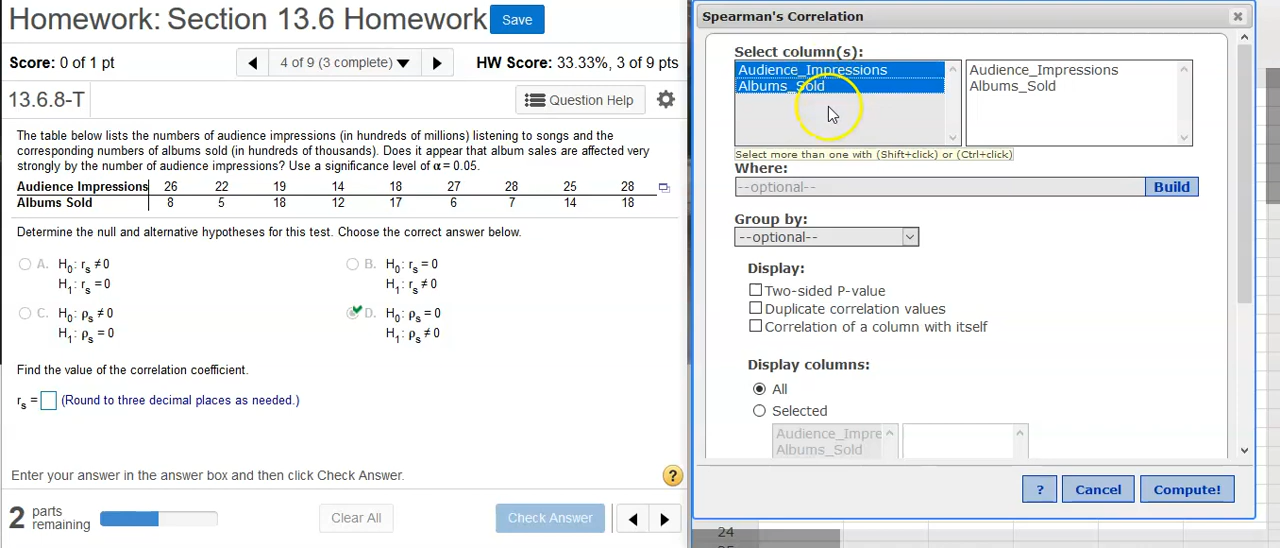 Homework: Section 13.6 Homework
Save
Score: 0 of 1 pt
4 of 9 (3 complete)
HW Score: 33.33%, 3 of 9 pts
13.6.8-T
Question Help
The table below lists the numbers of audience impressions (in hundreds of millions) listening to songs and the
corresponding number of albums sold (in hundreds of thousands). Does it appear that album sales are affected very
strongly by the number of audience impressions? Use a significance level of α = 0.05.
Audience Impressions 26 22 19 14 18 27 28 25 28
Albums Sold 8 5 18 12 17 6 7 14 18
Determine the null and alternative hypotheses for this test. Choose the correct answer below.
A. H0: rs ≠ 0
H1: rs = 0
B. H0: rs = 0
H1: rs ≠ 0
C. H0: ρs ≠ 0
H1: ρs = 0
D. H0: ρs = 0
H1: ρs ≠ 0
Find the value of the correlation coefficient.
rs = (Round to three decimal places as needed.)
Enter your answer in the answer box and then click Check Answer.
?
2 parts
remaining
Clear All
Check Answer
Spearman's Correlation
Select column(s):
Audience_Impressions
Albums_Sold
Audience_Impressions
Albums_Sold
Select more than one with (Shift+click) or (Ctrl+click)
Where:
--optional--
Build
Group by:
--optional--
Display:
Two-sided P-value
Duplicate correlation values
Correlation of a column with itself
Display columns:
All
Selected
Audience_Impre
Albums_Sold
?
Cancel
Compute!
24